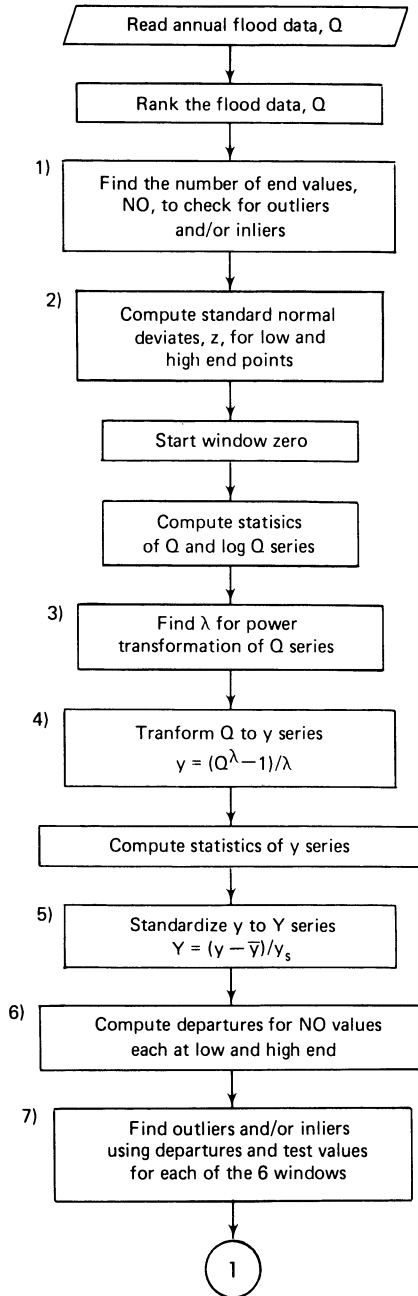 Read annual flood data, Q
Rank the flood data, Q
1)
Find the number of end values,
NO, to check for outliers
and/or inliers
2)
Compute standard normal
deviates, z, for low and
high end points
Start window zero
Compute statisics
of Q and log Q series
3)
Find λ for power
transformation of Q series
4)
Tranform Q to y series
y = (Q^λ−1)/λ
Compute statistics of y series
5)
Standardize y to Y series
Y = (y − ȳ)/yₛ
6)
Compute departures for NO values
each at low and high end
7)
Find outliers and/or inliers
using departures and test values
for each of the 6 windows
1